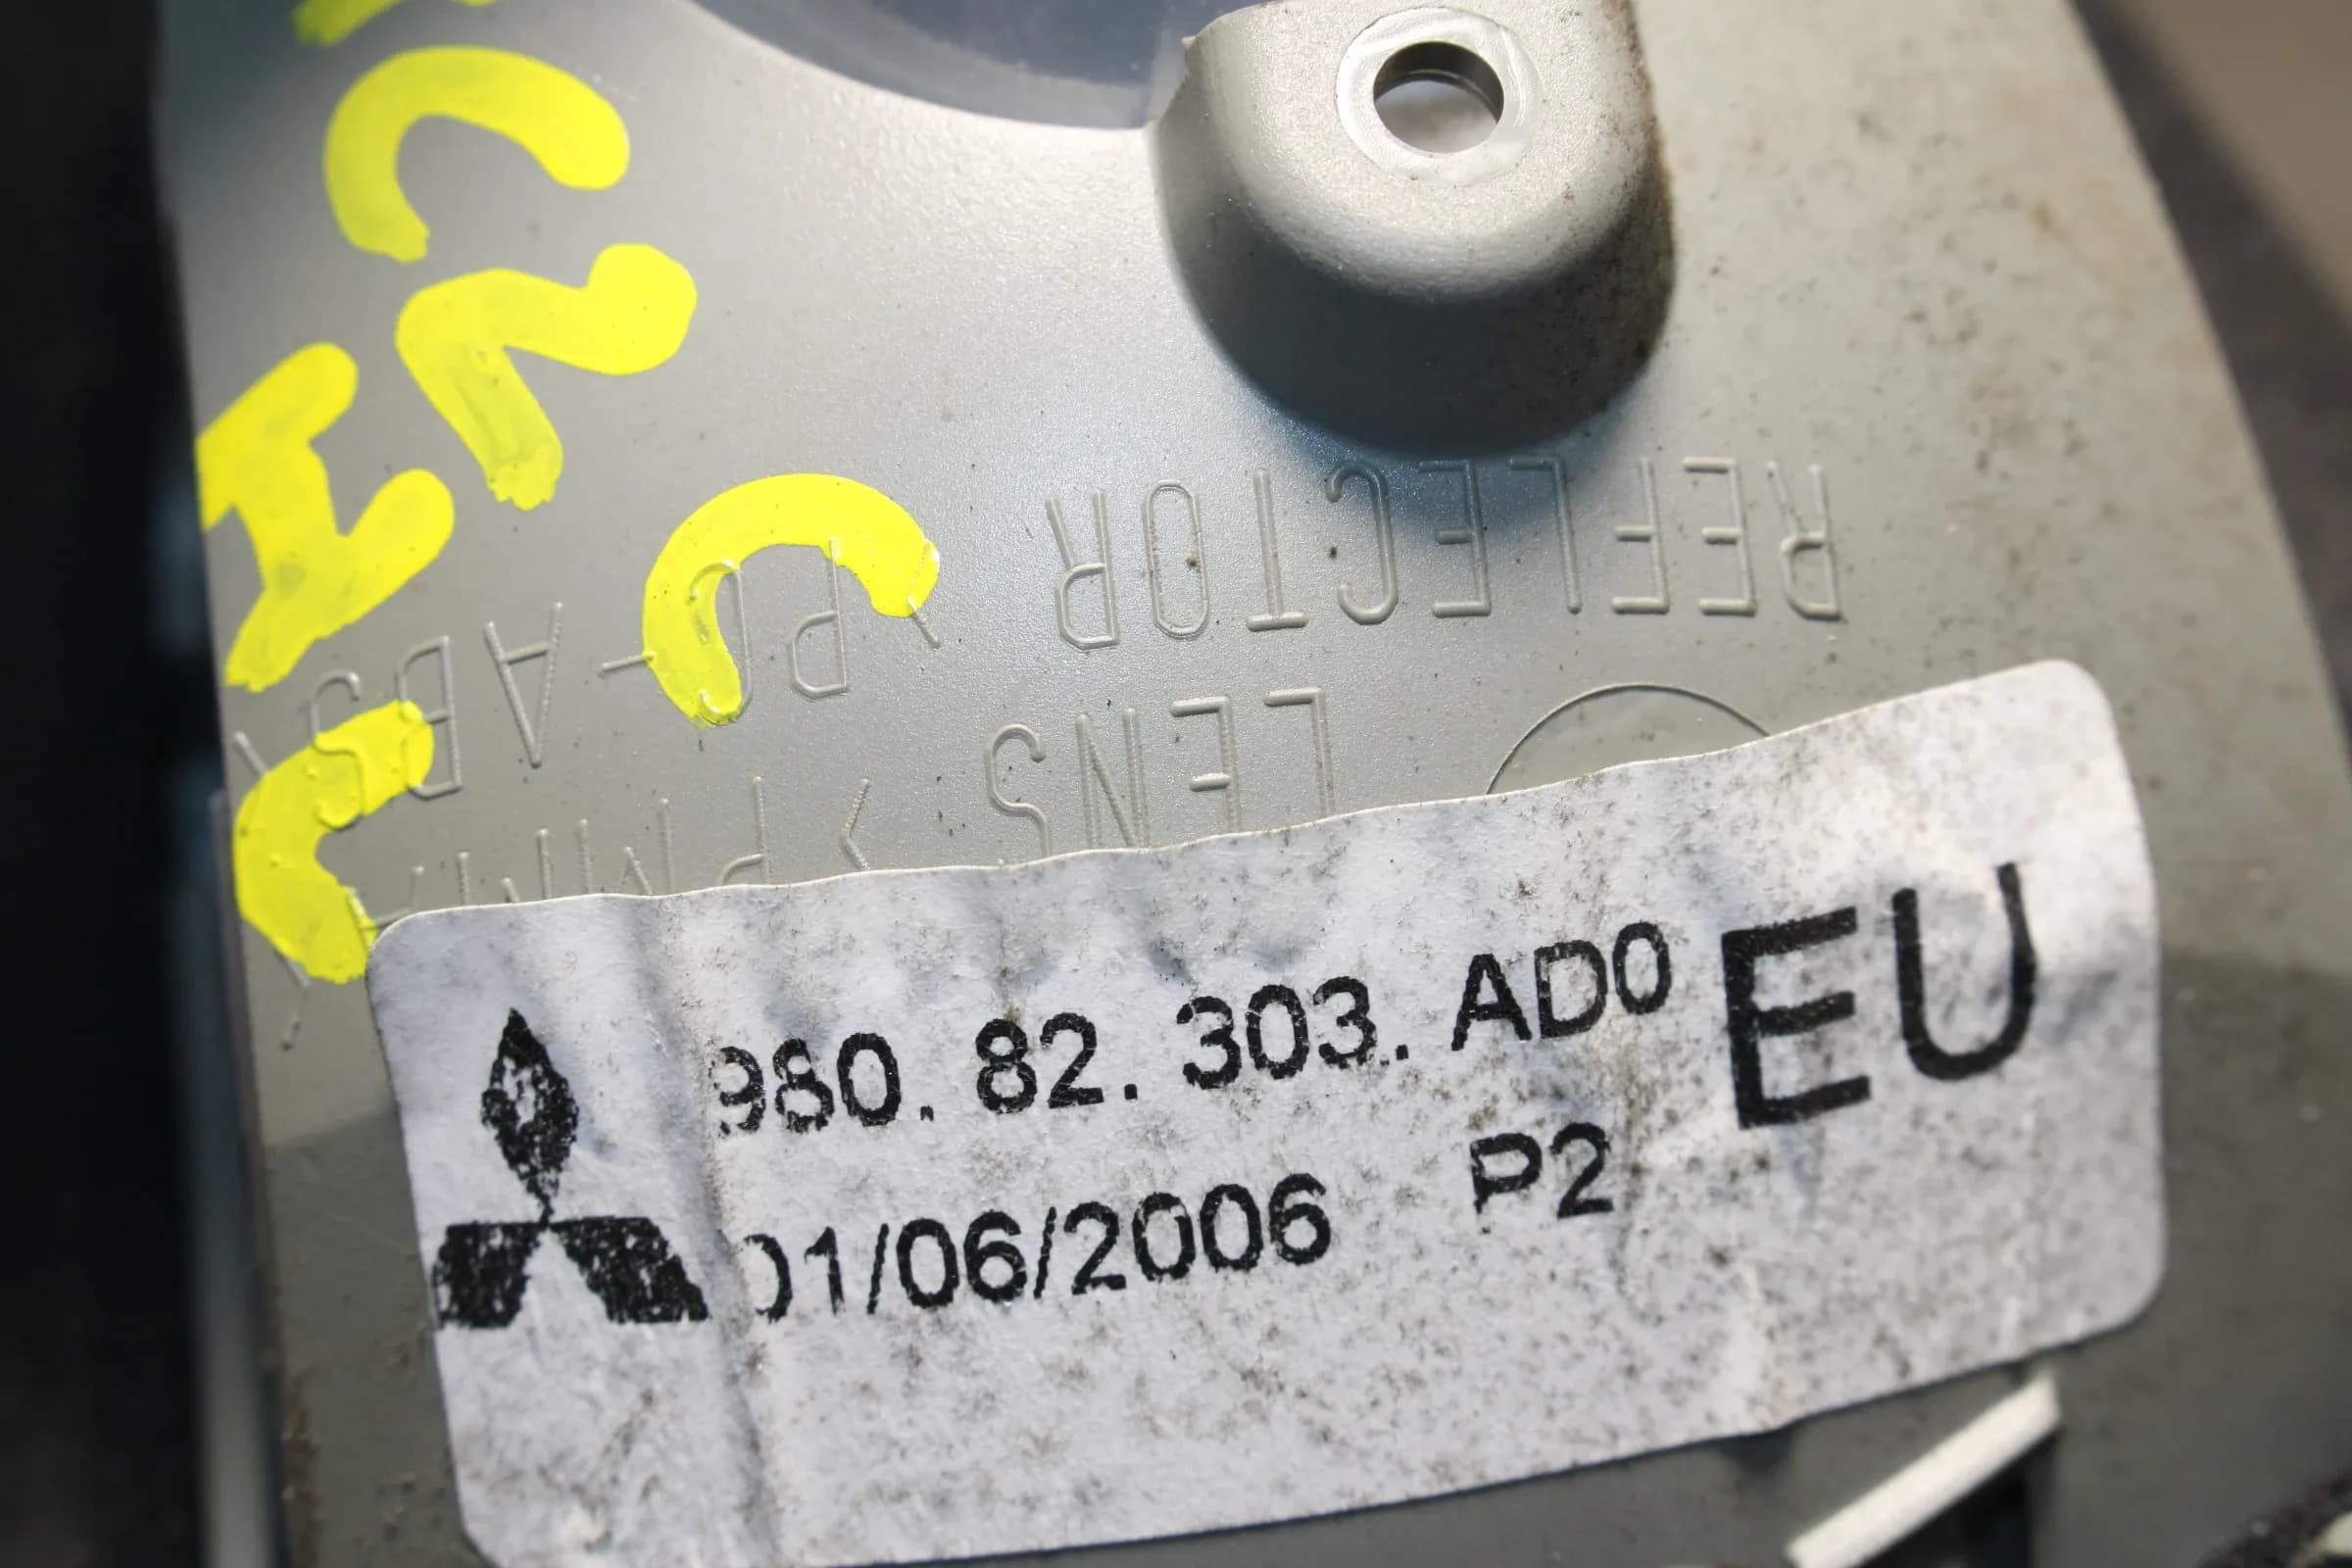 REFLECTOR >PC-ABS<
LENS >PMMA<
980. 82. 303. AD0 EU
01/06/2006 P2